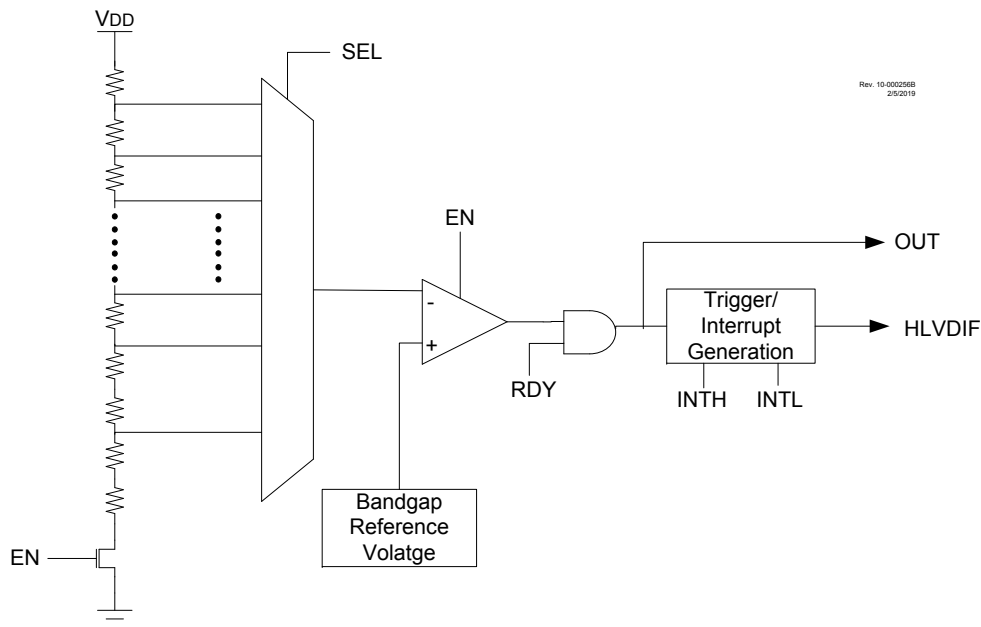 VDD
SEL
Rev. 10-000256B
2/5/2019
EN
OUT
-
+
Trigger/
Interrupt
Generation
HLVDIF
RDY
INTH
INTL
Bandgap
Reference
Volatge
EN